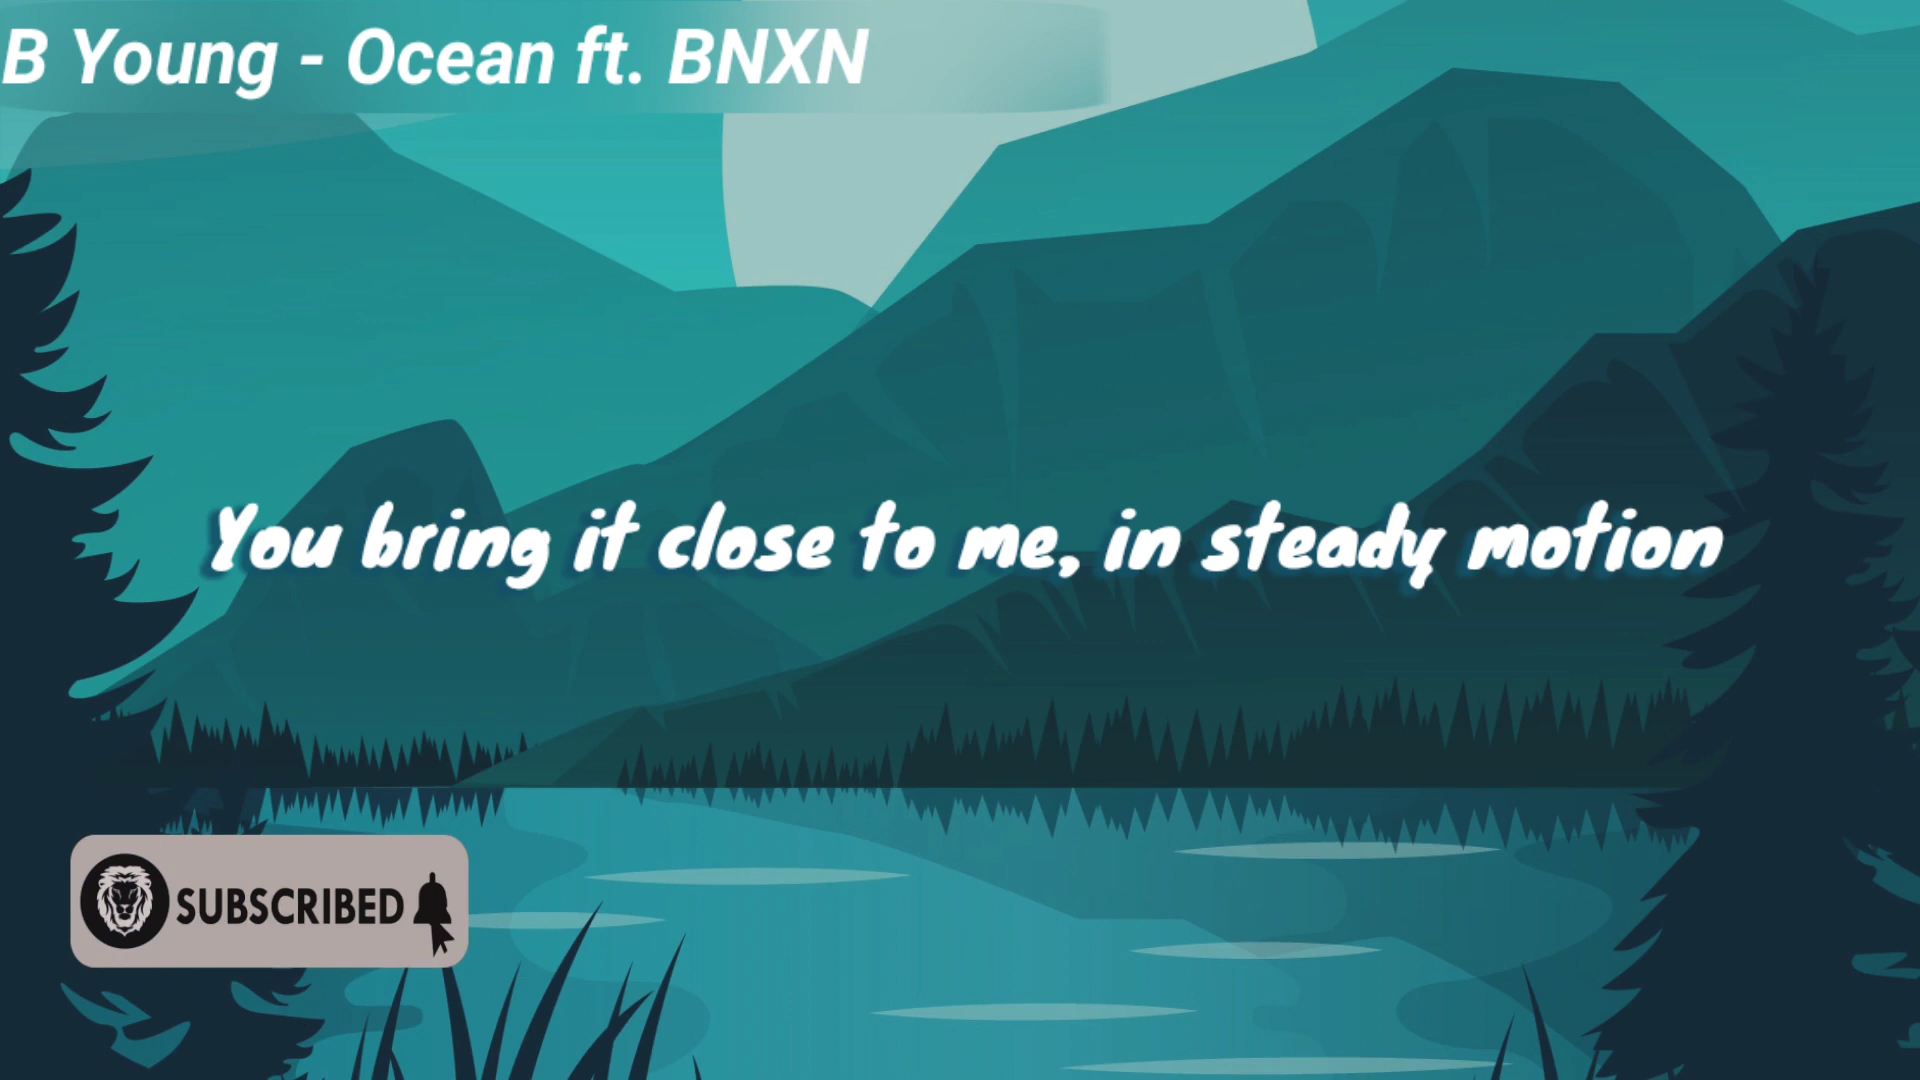 B Young - Ocean ft. BNXN
You bring it close to me, in steady motion
SUBSCRIBED